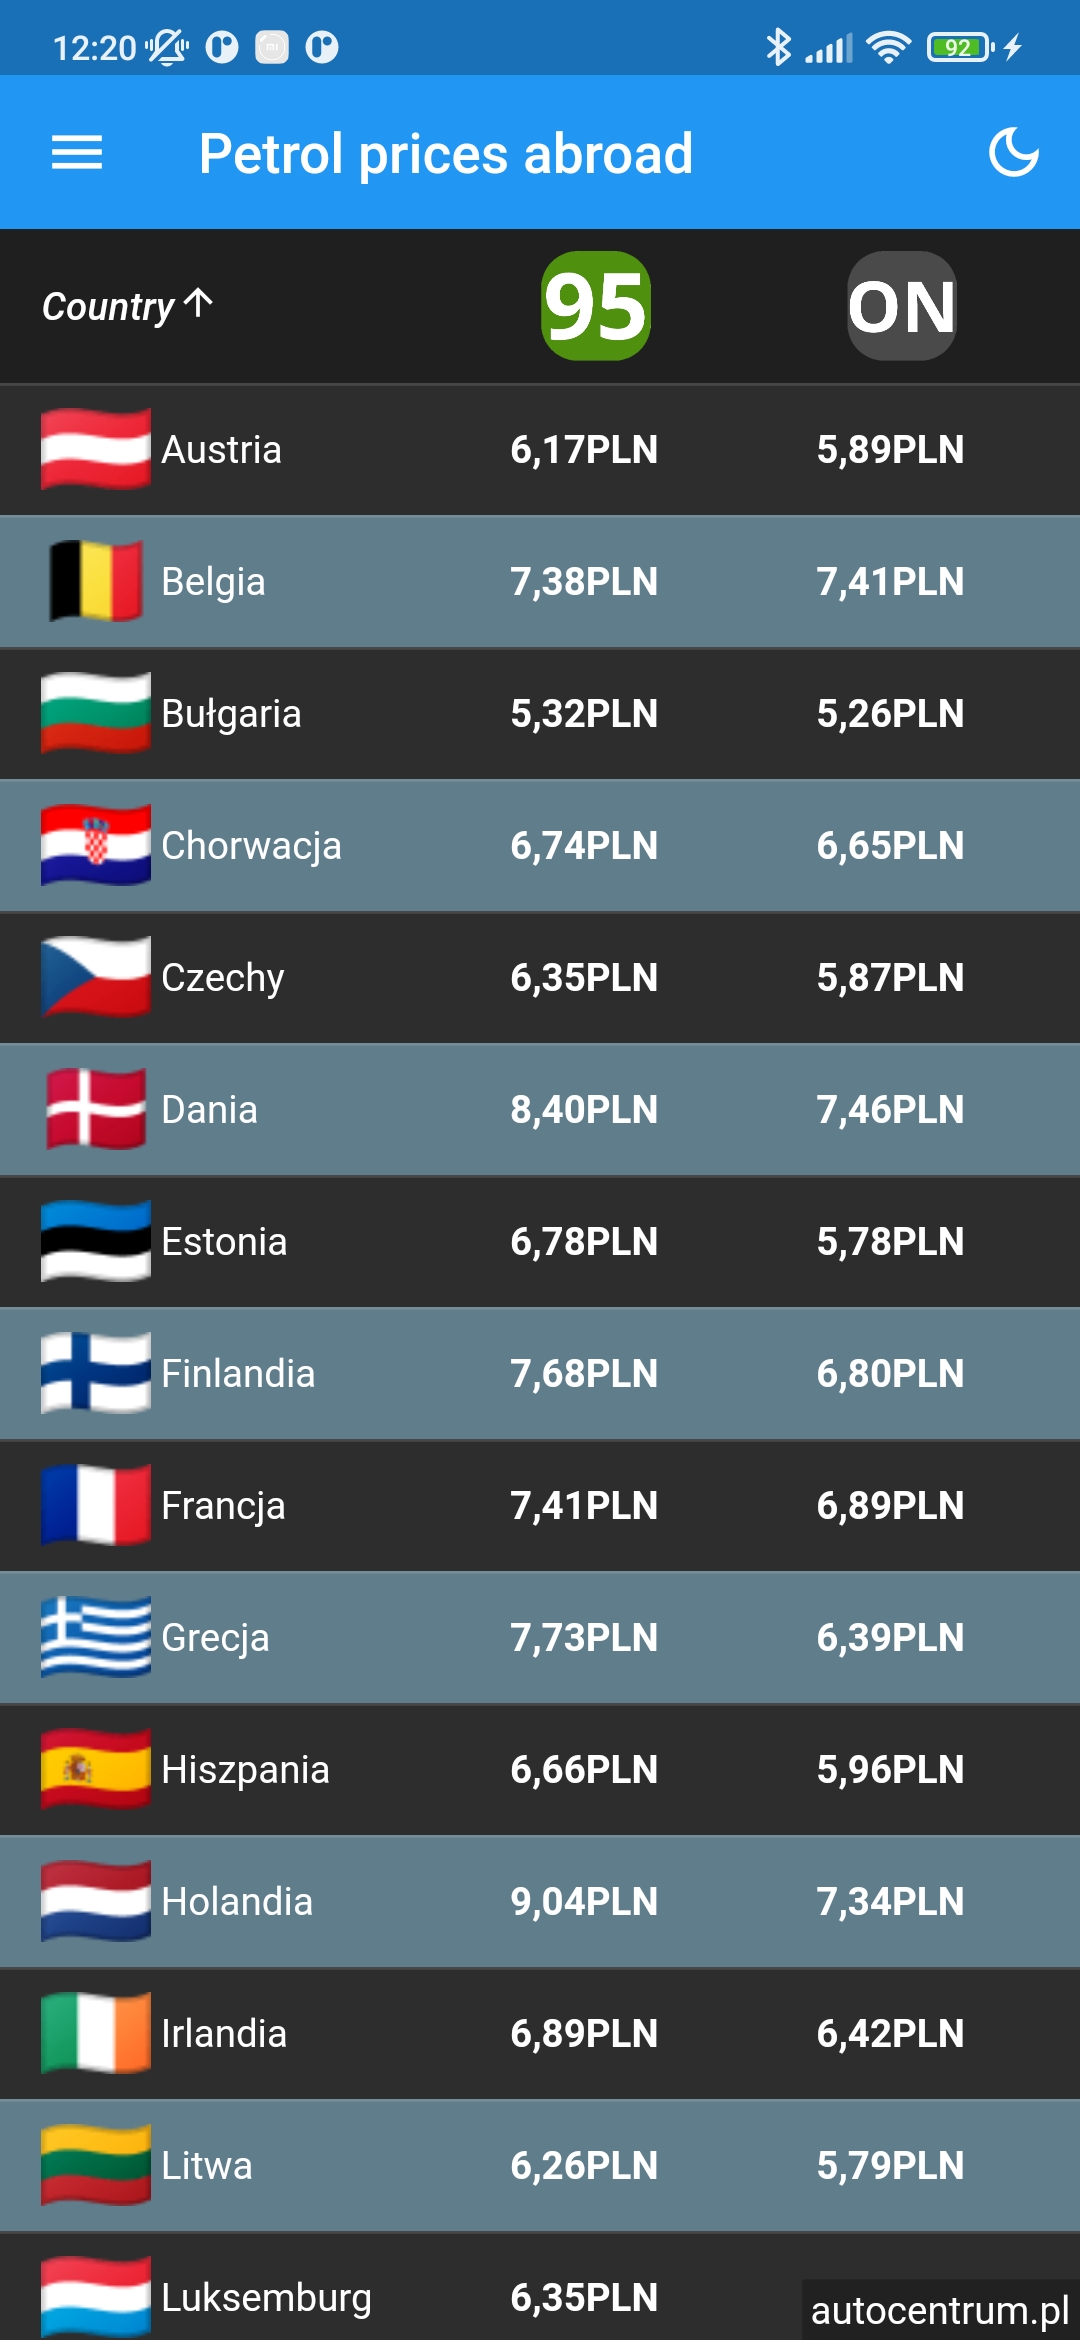 12:20 92
Petrol prices abroad
Country 95 ON
Austria 6,17PLN 5,89PLN
Belgia 7,38PLN 7,41PLN
Bułgaria 5,32PLN 5,26PLN
Chorwacja 6,74PLN 6,65PLN
Czechy 6,35PLN 5,87PLN
Dania 8,40PLN 7,46PLN
Estonia 6,78PLN 5,78PLN
Finlandia 7,68PLN 6,80PLN
Francja 7,41PLN 6,89PLN
Grecja 7,73PLN 6,39PLN
Hiszpania 6,66PLN 5,96PLN
Holandia 9,04PLN 7,34PLN
Irlandia 6,89PLN 6,42PLN
Litwa 6,26PLN 5,79PLN
Luksemburg 6,35PLN
autocentrum.pl